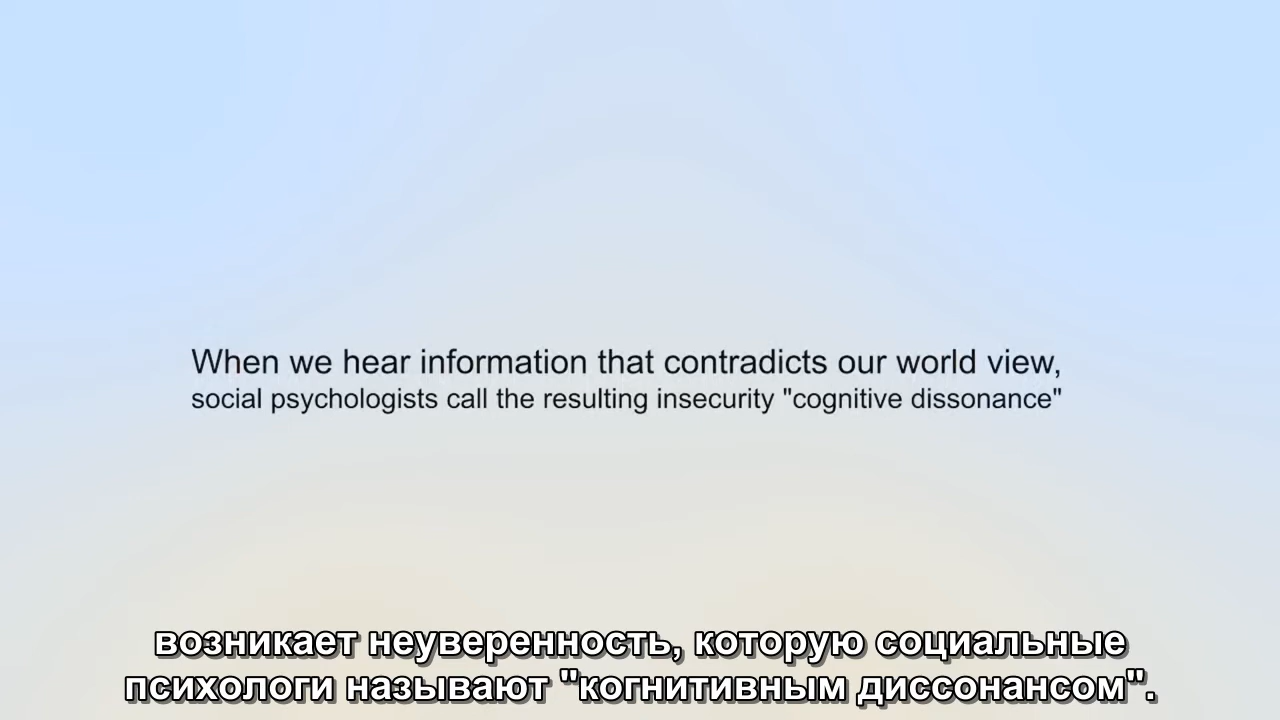 When we hear information that contradicts our world view,
social psychologists call the resulting insecurity "cognitive dissonance"
возникает неуверенность, которую социальные
психологи называют "когнитивным диссонансом".